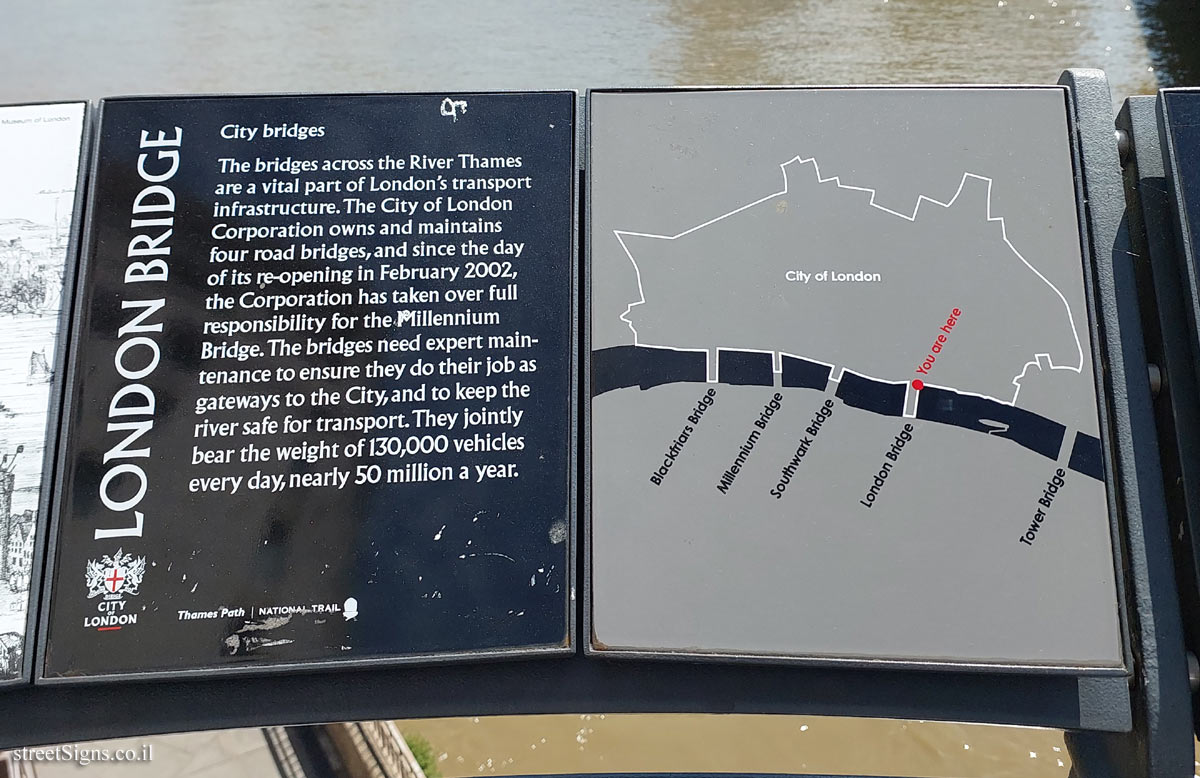 Museum of London
LONDON BRIDGE
City bridges
The bridges across the River Thames
are a vital part of London's transport
infrastructure. The City of London
Corporation owns and maintains
four road bridges, and since the day
of its re-opening in February 2002,
the Corporation has taken over full
responsibility for the Millennium
Bridge. The bridges need expert main-
tenance to ensure they do their job as
gateways to the City, and to keep the
river safe for transport. They jointly
bear the weight of 130,000 vehicles
every day, nearly 50 million a year.
CITY
OF
LONDON
Thames Path | NATIONAL TRAIL
City of London
You are here
Blackfriars Bridge
Millennium Bridge
Southwark Bridge
London Bridge
Tower Bridge
streetSigns.co.il